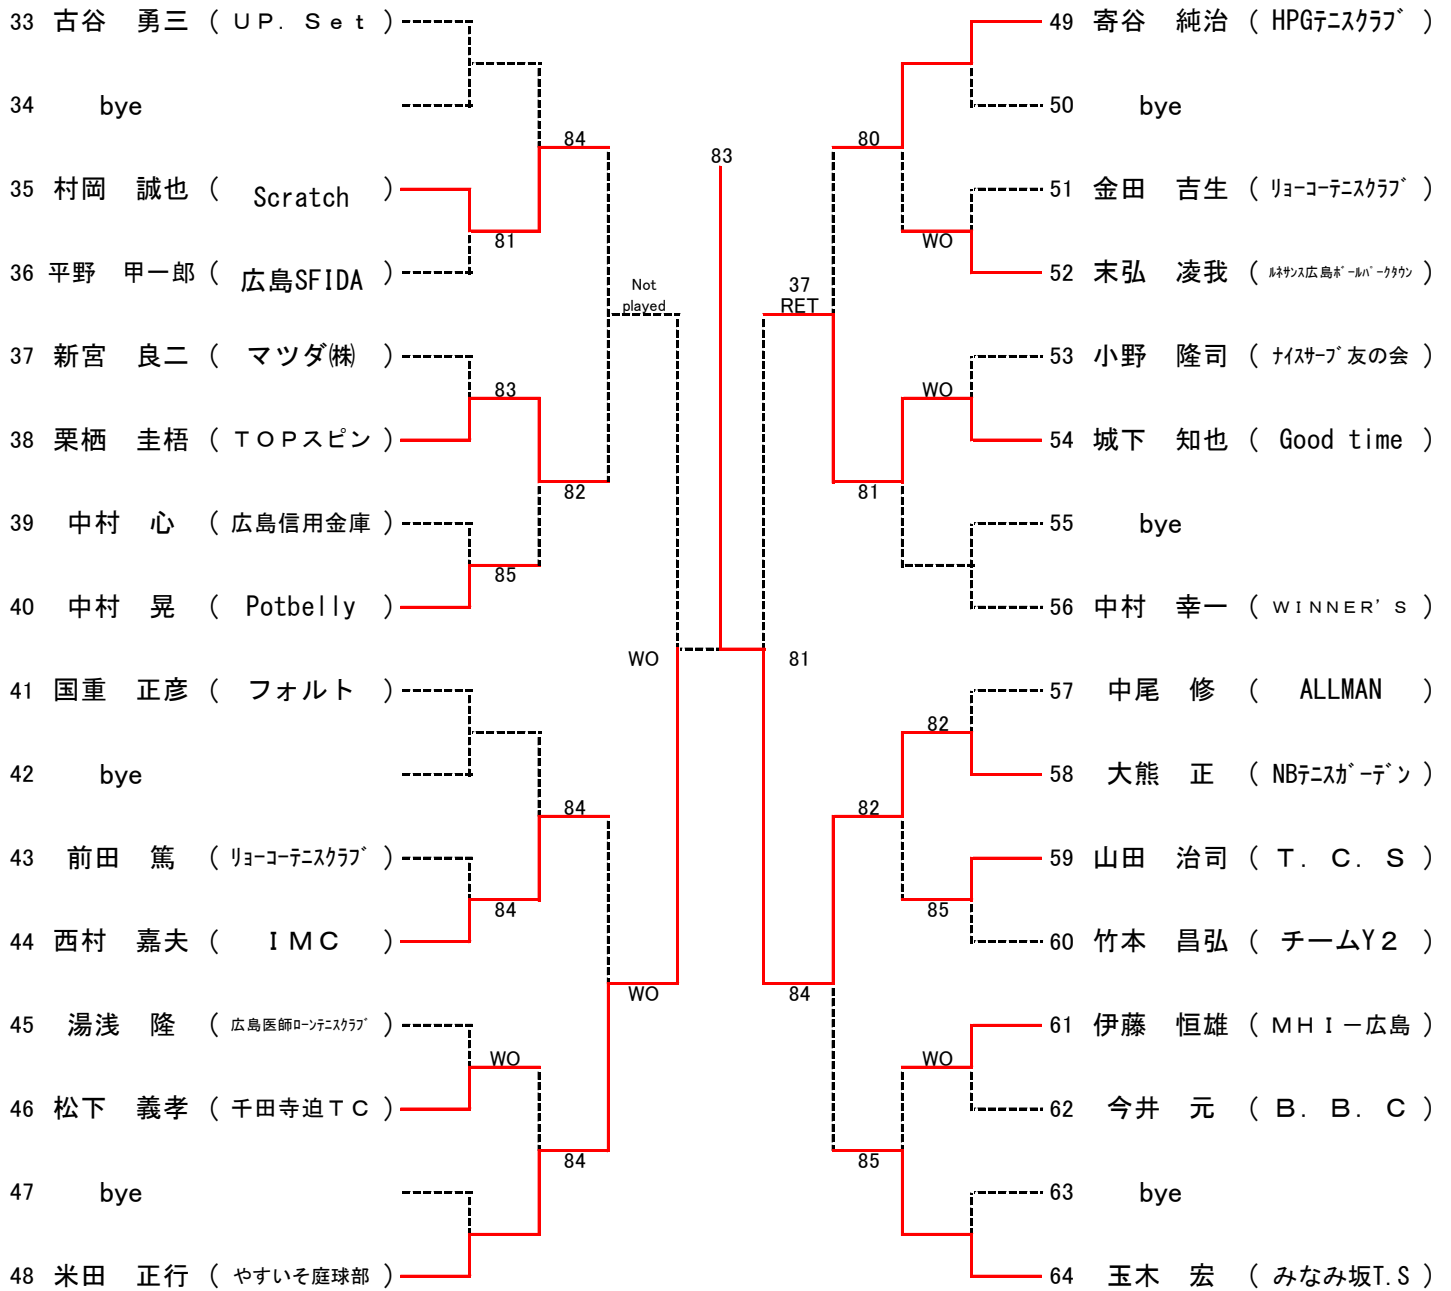 33 古谷 勇三 ( ＵＰ．Ｓｅｔ )
34 bye
84
35 村岡 誠也 ( Scratch )
81
36 平野 甲一郎 ( 広島SFIDA )
Not
played
37 新宮 良二 ( マツダ㈱ )
83
38 栗栖 圭梧 ( ＴＯＰスピン )
82
39 中村 心 ( 広島信用金庫 )
85
40 中村 晃 ( Potbelly )
WO
41 国重 正彦 ( フォルト )
42 bye
84
43 前田 篤 ( ﾘｮｰｺｰﾃﾆｽｸﾗﾌﾞ )
84
44 西村 嘉夫 ( ＩＭＣ )
WO
45 湯浅 隆 ( 広島医師ﾛｰﾝﾃﾆｽｸﾗﾌﾞ )
WO
46 松下 義孝 ( 千田寺迫ＴＣ )
84
47 bye
48 米田 正行 ( やすいそ庭球部 )
83
49 寄谷 純治 ( HPGﾃﾆｽｸﾗﾌﾞ )
50 bye
80
51 金田 吉生 ( ﾘｮｰｺｰﾃﾆｽｸﾗﾌﾞ )
WO
52 末弘 凌我 ( ﾙﾈｻﾝｽ広島ﾎﾞｰﾙﾊﾟｰｸﾀｳﾝ )
37
RET
53 小野 隆司 ( ﾅｲｽｻｰﾌﾞ友の会 )
WO
54 城下 知也 ( Good time )
81
55 bye
56 中村 幸一 ( ＷＩＮＮＥＲ’Ｓ )
81
57 中尾 修 ( ALLMAN )
82
58 大熊 正 ( NBﾃﾆｽｶﾞｰﾃﾞﾝ )
82
59 山田 治司 ( Ｔ．Ｃ．Ｓ )
85
60 竹本 昌弘 ( チームY２ )
84
61 伊藤 恒雄 ( ＭＨＩ－広島 )
WO
62 今井 元 ( Ｂ．Ｂ．Ｃ )
85
63 bye
64 玉木 宏 ( みなみ坂T.S )